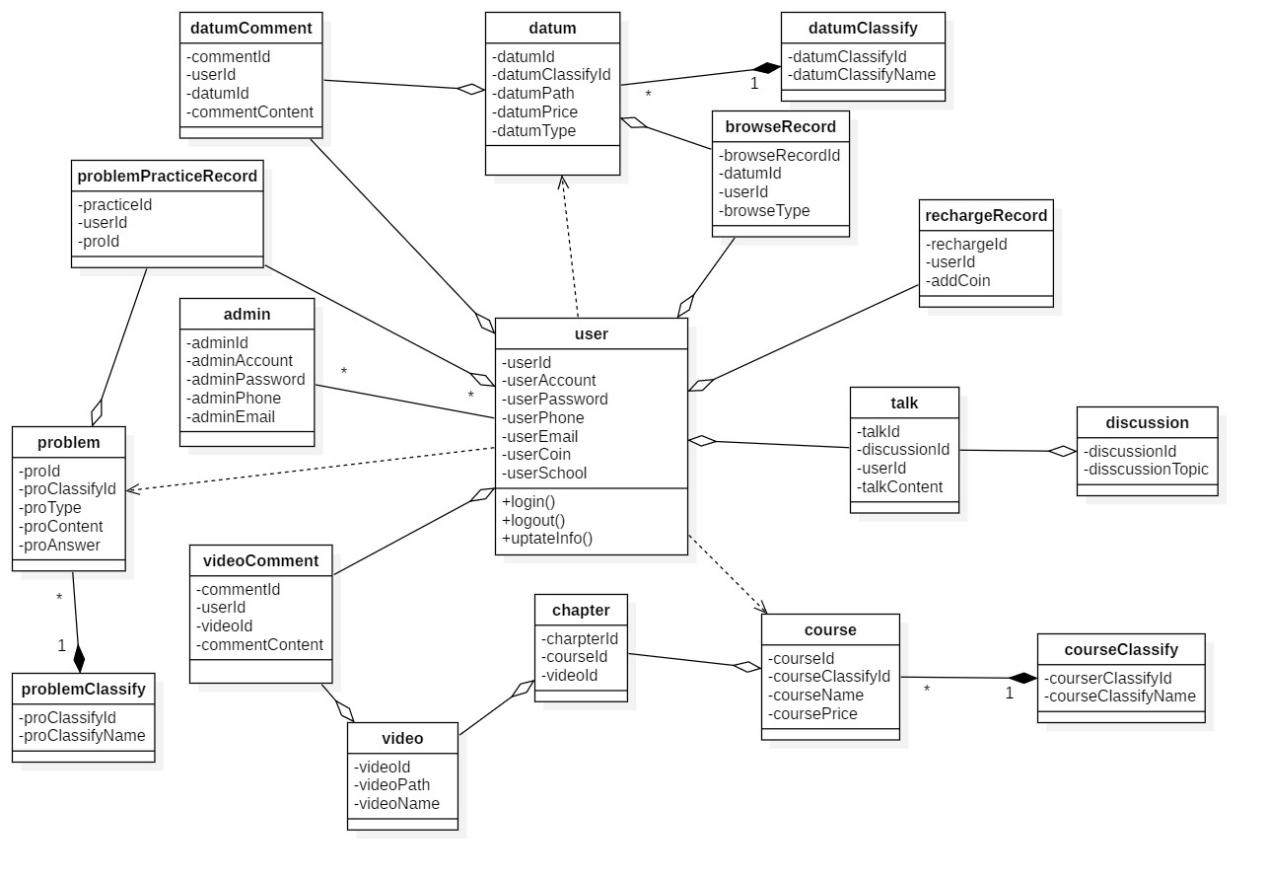 datumComment
-commentId
-userId
-datumId
-commentContent
datum
-datumId
-datumClassifyId
-datumPath
-datumPrice
-datumType
datumClassify
-datumClassifyId
-datumClassifyName
*
1
browseRecord
-browseRecordId
-datumId
-userId
-browseType
problemPracticeRecord
-practiceId
-userId
-proId
rechargeRecord
-rechargeId
-userId
-addCoin
admin
-adminId
-adminAccount
-adminPassword
-adminPhone
-adminEmail
*
*
user
-userId
-userAccount
-userPassword
-userPhone
-userEmail
-userCoin
-userSchool
+login()
+logout()
+uptateInfo()
talk
-talkId
-discussionId
-userId
-talkContent
discussion
-discussionId
-disscussionTopic
problem
-proId
-proClassifyId
-proType
-proContent
-proAnswer
*
1
videoComment
-commentId
-userId
-videoId
-commentContent
chapter
-charpterId
-courseId
-videoId
course
-courseId
-courseClassifyId
-courseName
-coursePrice
*
1
courseClassify
-courserClassifyId
-courseClassifyName
problemClassify
-proClassifyId
-proClassifyName
video
-videoId
-videoPath
-videoName